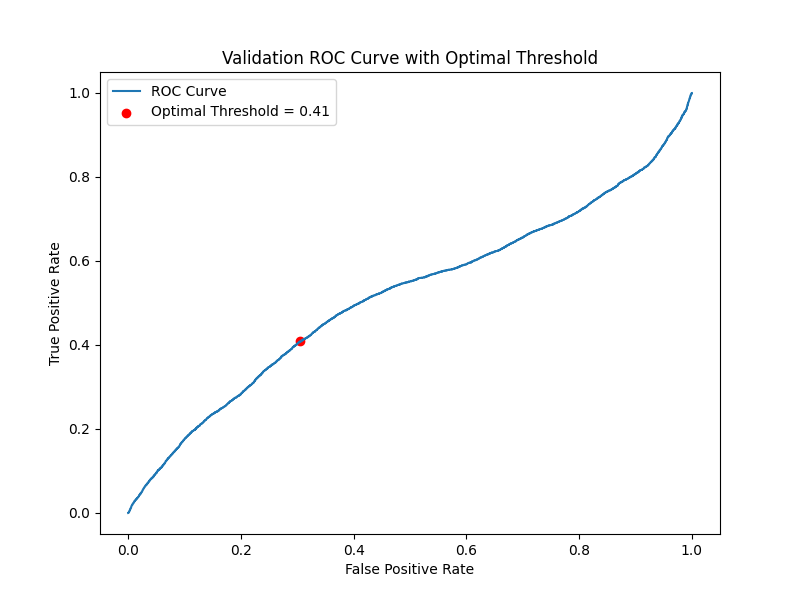 Validation ROC Curve with Optimal Threshold
ROC Curve
Optimal Threshold = 0.41
1.0
0.8
0.6
0.4
0.2
0.0
True Positive Rate
0.0 0.2 0.4 0.6 0.8 1.0
False Positive Rate